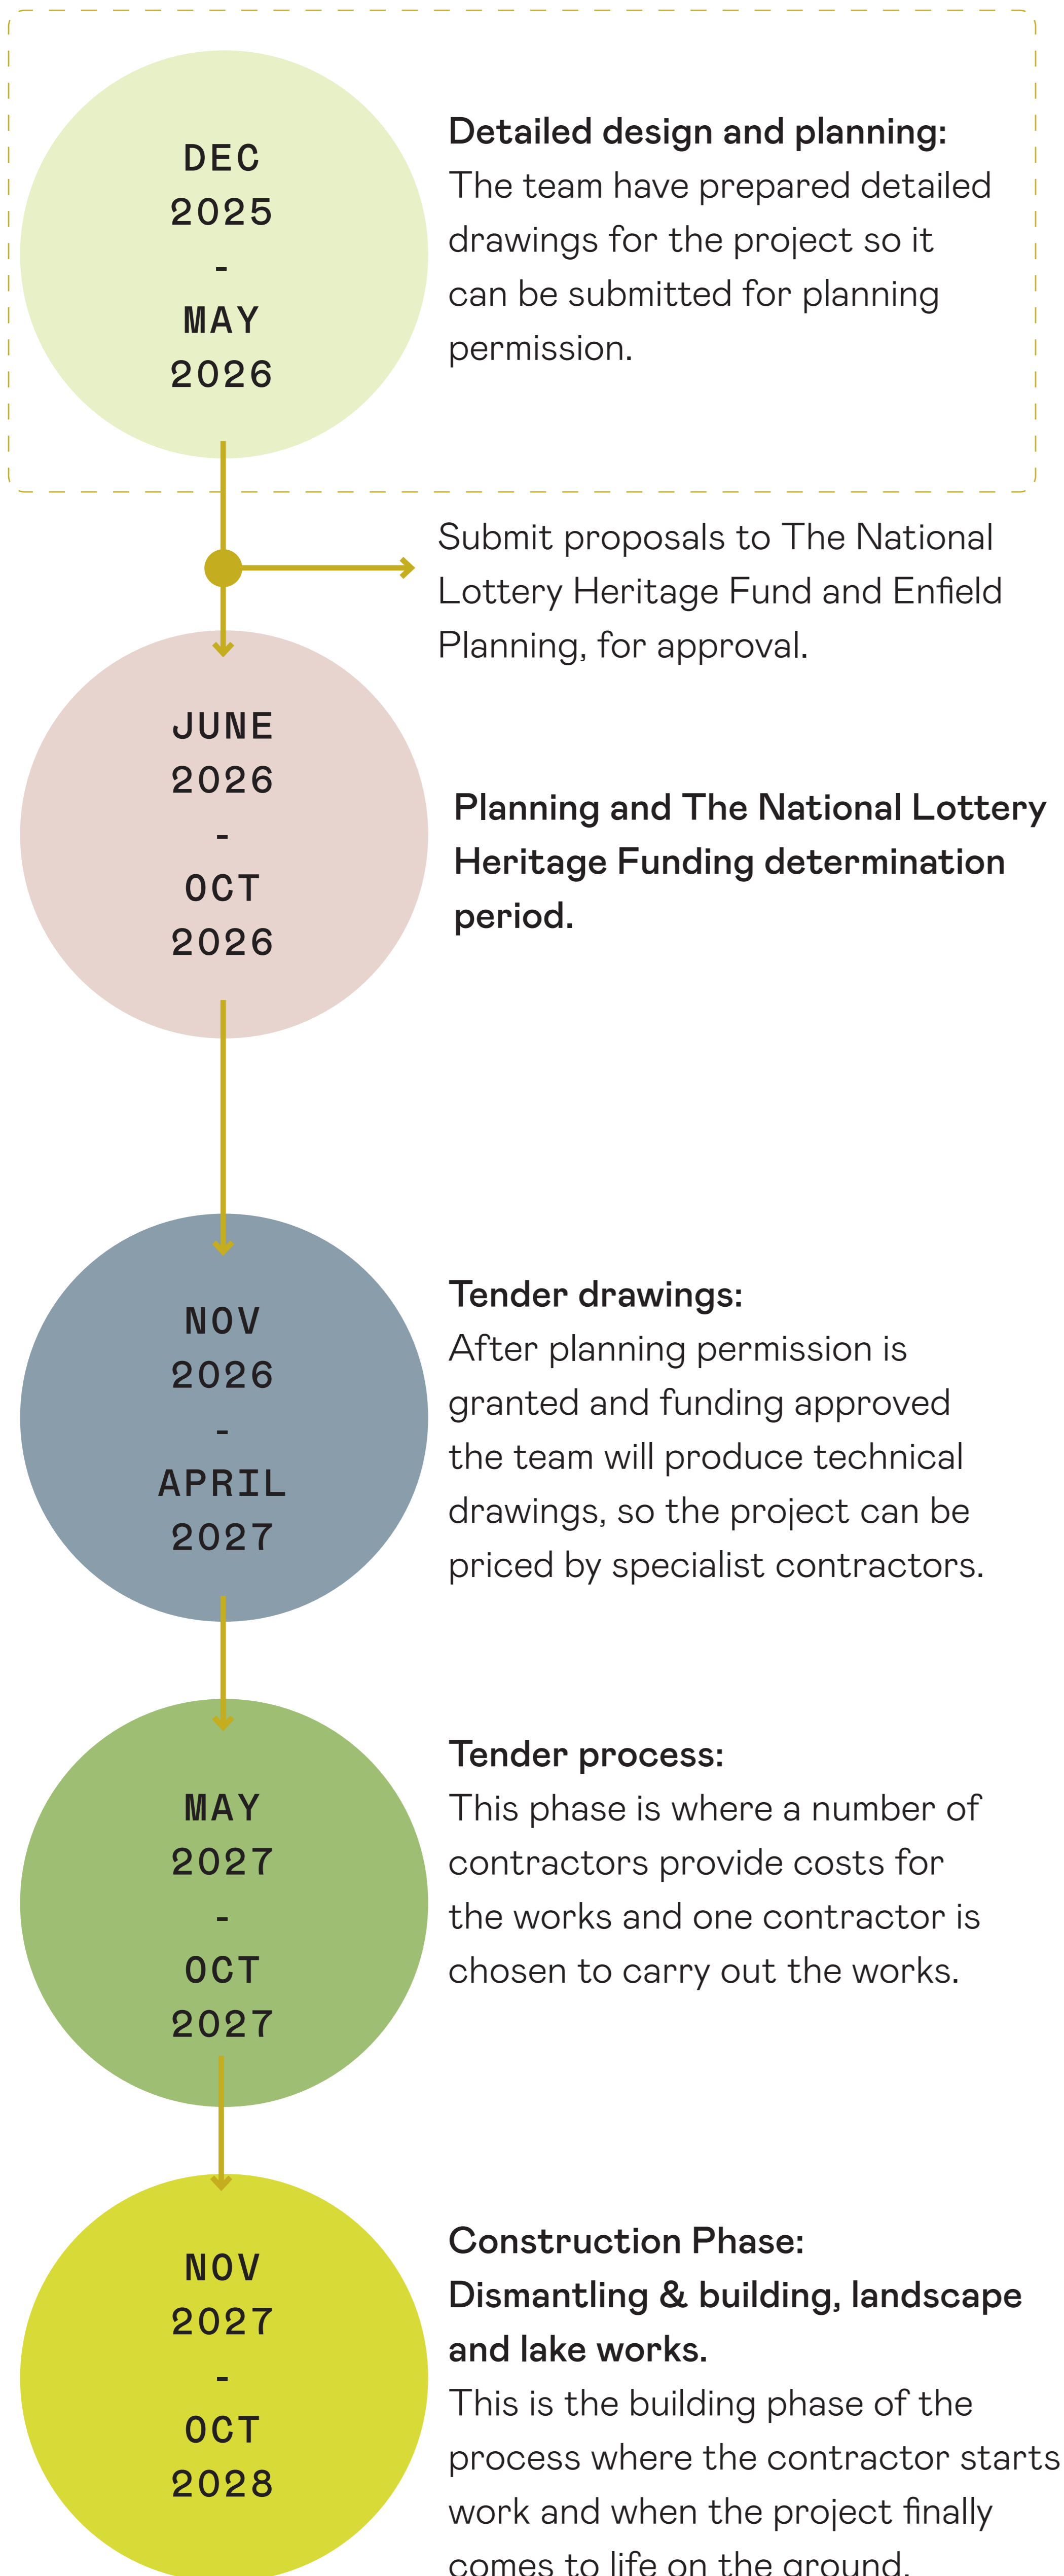 DEC
2025
-
MAY
2026
Detailed design and planning:
The team have prepared detailed
drawings for the project so it
can be submitted for planning
permission.
Submit proposals to The National
Lottery Heritage Fund and Enfield
Planning, for approval.
JUNE
2026
-
OCT
2026
Planning and The National Lottery
Heritage Funding determination
period.
NOV
2026
-
APRIL
2027
Tender drawings:
After planning permission is
granted and funding approved
the team will produce technical
drawings, so the project can be
priced by specialist contractors.
MAY
2027
-
OCT
2027
Tender process:
This phase is where a number of
contractors provide costs for
the works and one contractor is
chosen to carry out the works.
NOV
2027
-
OCT
2028
Construction Phase:
Dismantling & building, landscape
and lake works.
This is the building phase of the
process where the contractor starts
work and when the project finally
comes to life on the ground.